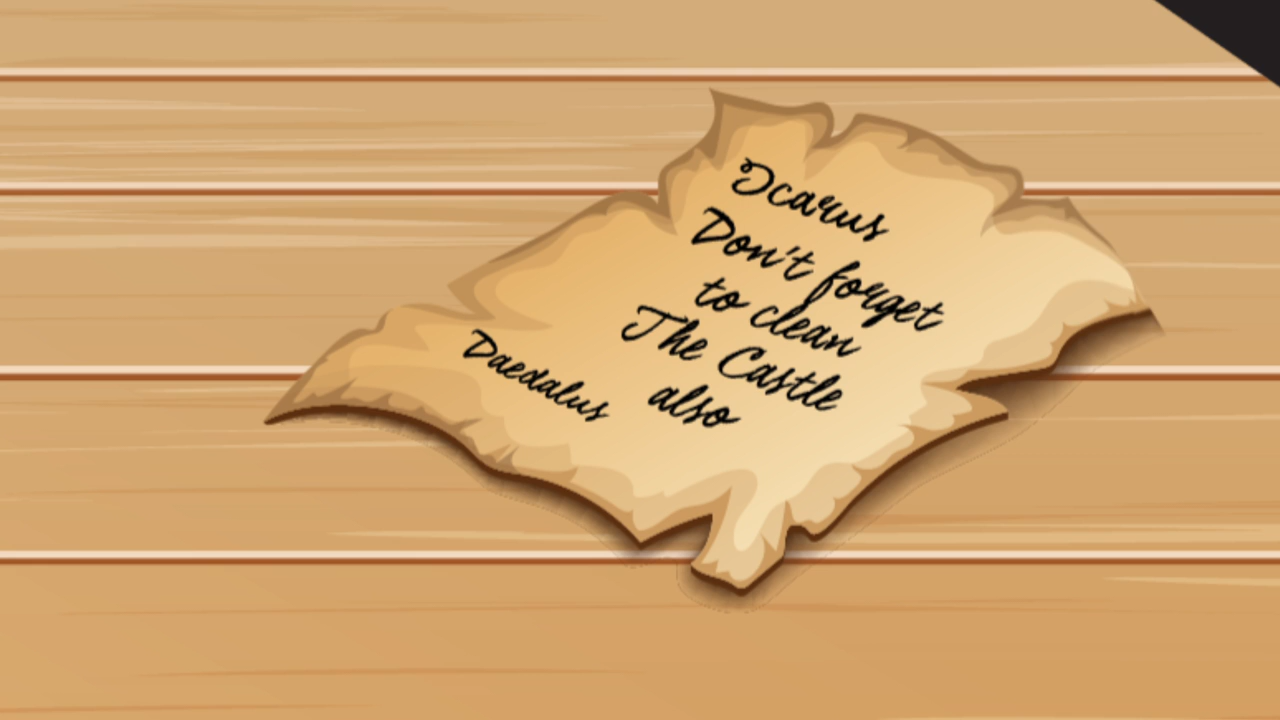 Icarus
Don't forget
to clean
The Castle
also
Daedalus